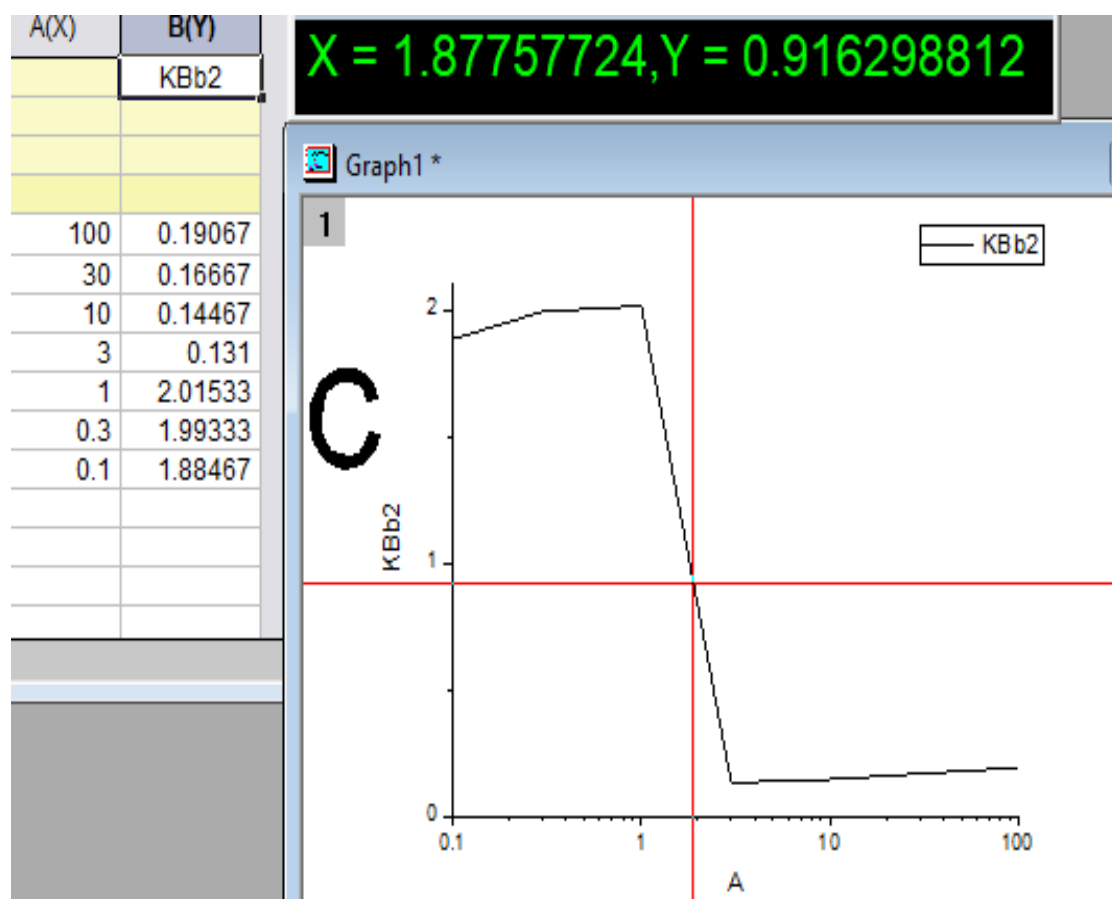 A(X) B(Y)
KBb2
100 0.19067
30 0.16667
10 0.14467
3 0.131
1 2.01533
0.3 1.99333
0.1 1.88467
X = 1.87757724,Y = 0.916298812
Graph1 *
1
KBb2
C
KBb2
2
1
0
0.1 1 10 100
A